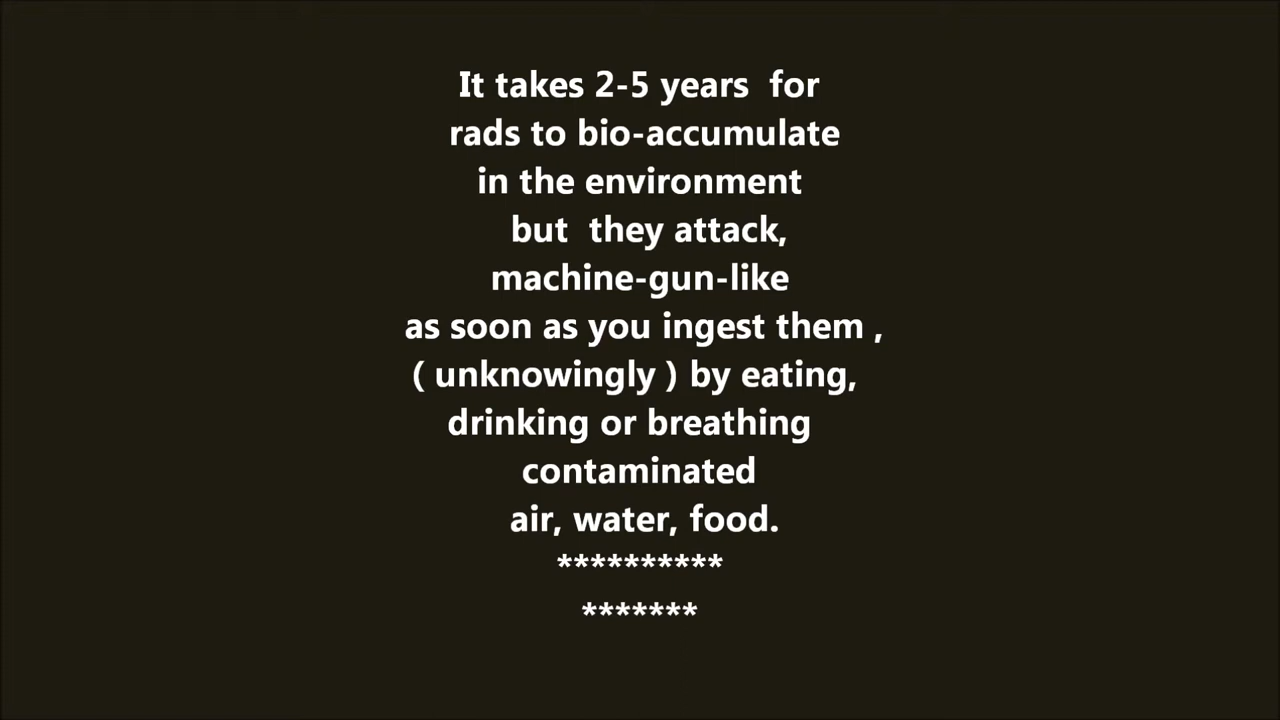 It takes 2-5 years  for
rads to bio-accumulate
in the environment
but  they attack,
machine-gun-like
as soon as you ingest them ,
( unknowingly ) by eating,
drinking or breathing
contaminated
air, water, food.
**********
*******